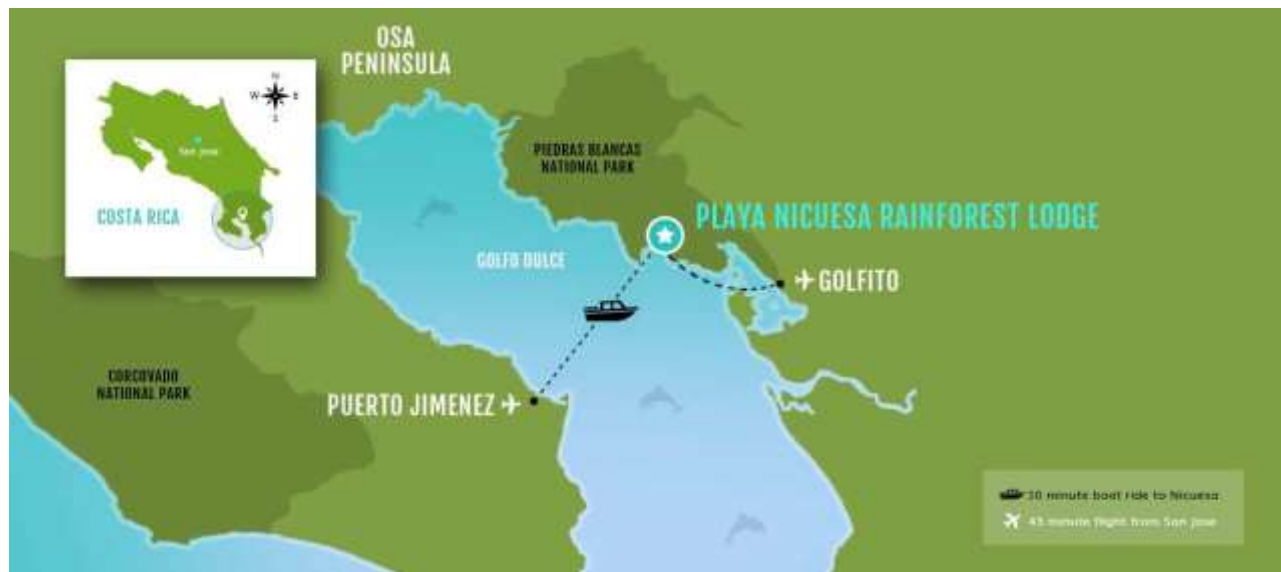 OSA
PENINSULA
N
W
E
S
San Jose
COSTA RICA
PIEDRAS BLANCAS
NATIONAL PARK
PLAYA NICUESA RAINFOREST LODGE
GOLFO DULCE
GOLFITO
CORCOVADO
NATIONAL PARK
PUERTO JIMENEZ
minute boat ride to Nicuesa
45 minute flight from San Jose